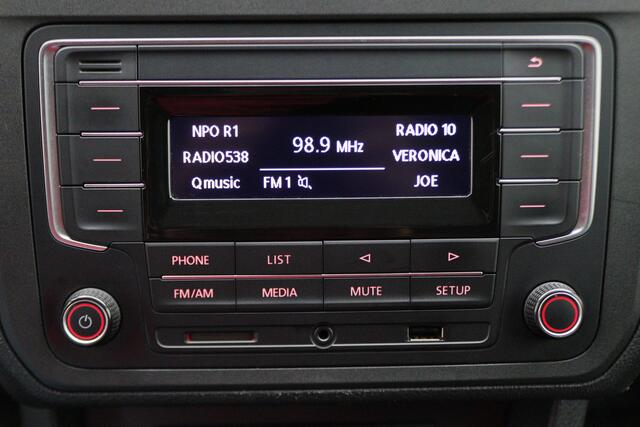 NPO R1
98.9 MHz
RADIO 10
RADIO538
VERONICA
Qmusic
FM 1
JOE
PHONE
LIST
FM/AM
MEDIA
MUTE
SETUP